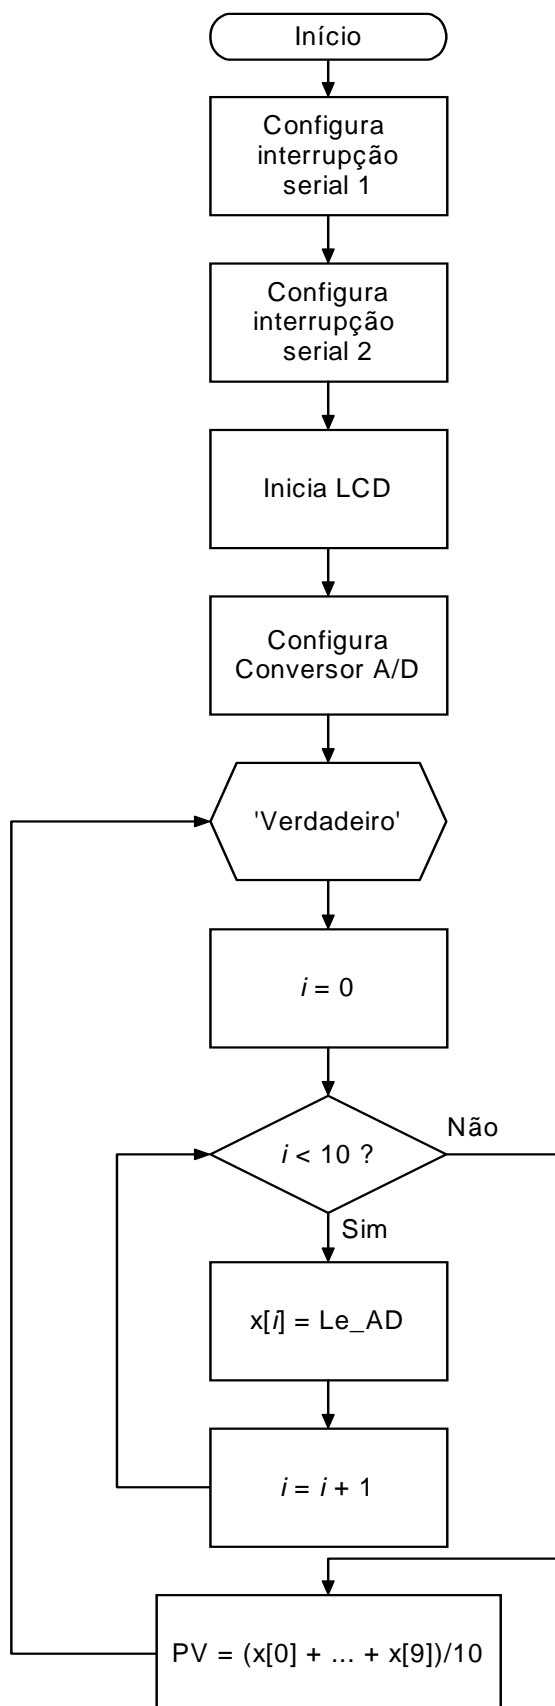 Início
Configura
interrupção
serial 1
Configura
interrupção
serial 2
Inicia LCD
Configura
Conversor A/D
'Verdadeiro'
i = 0
i < 10 ?
Não
Sim
x[i] = Le_AD
i = i + 1
PV = (x[0] + ... + x[9])/10